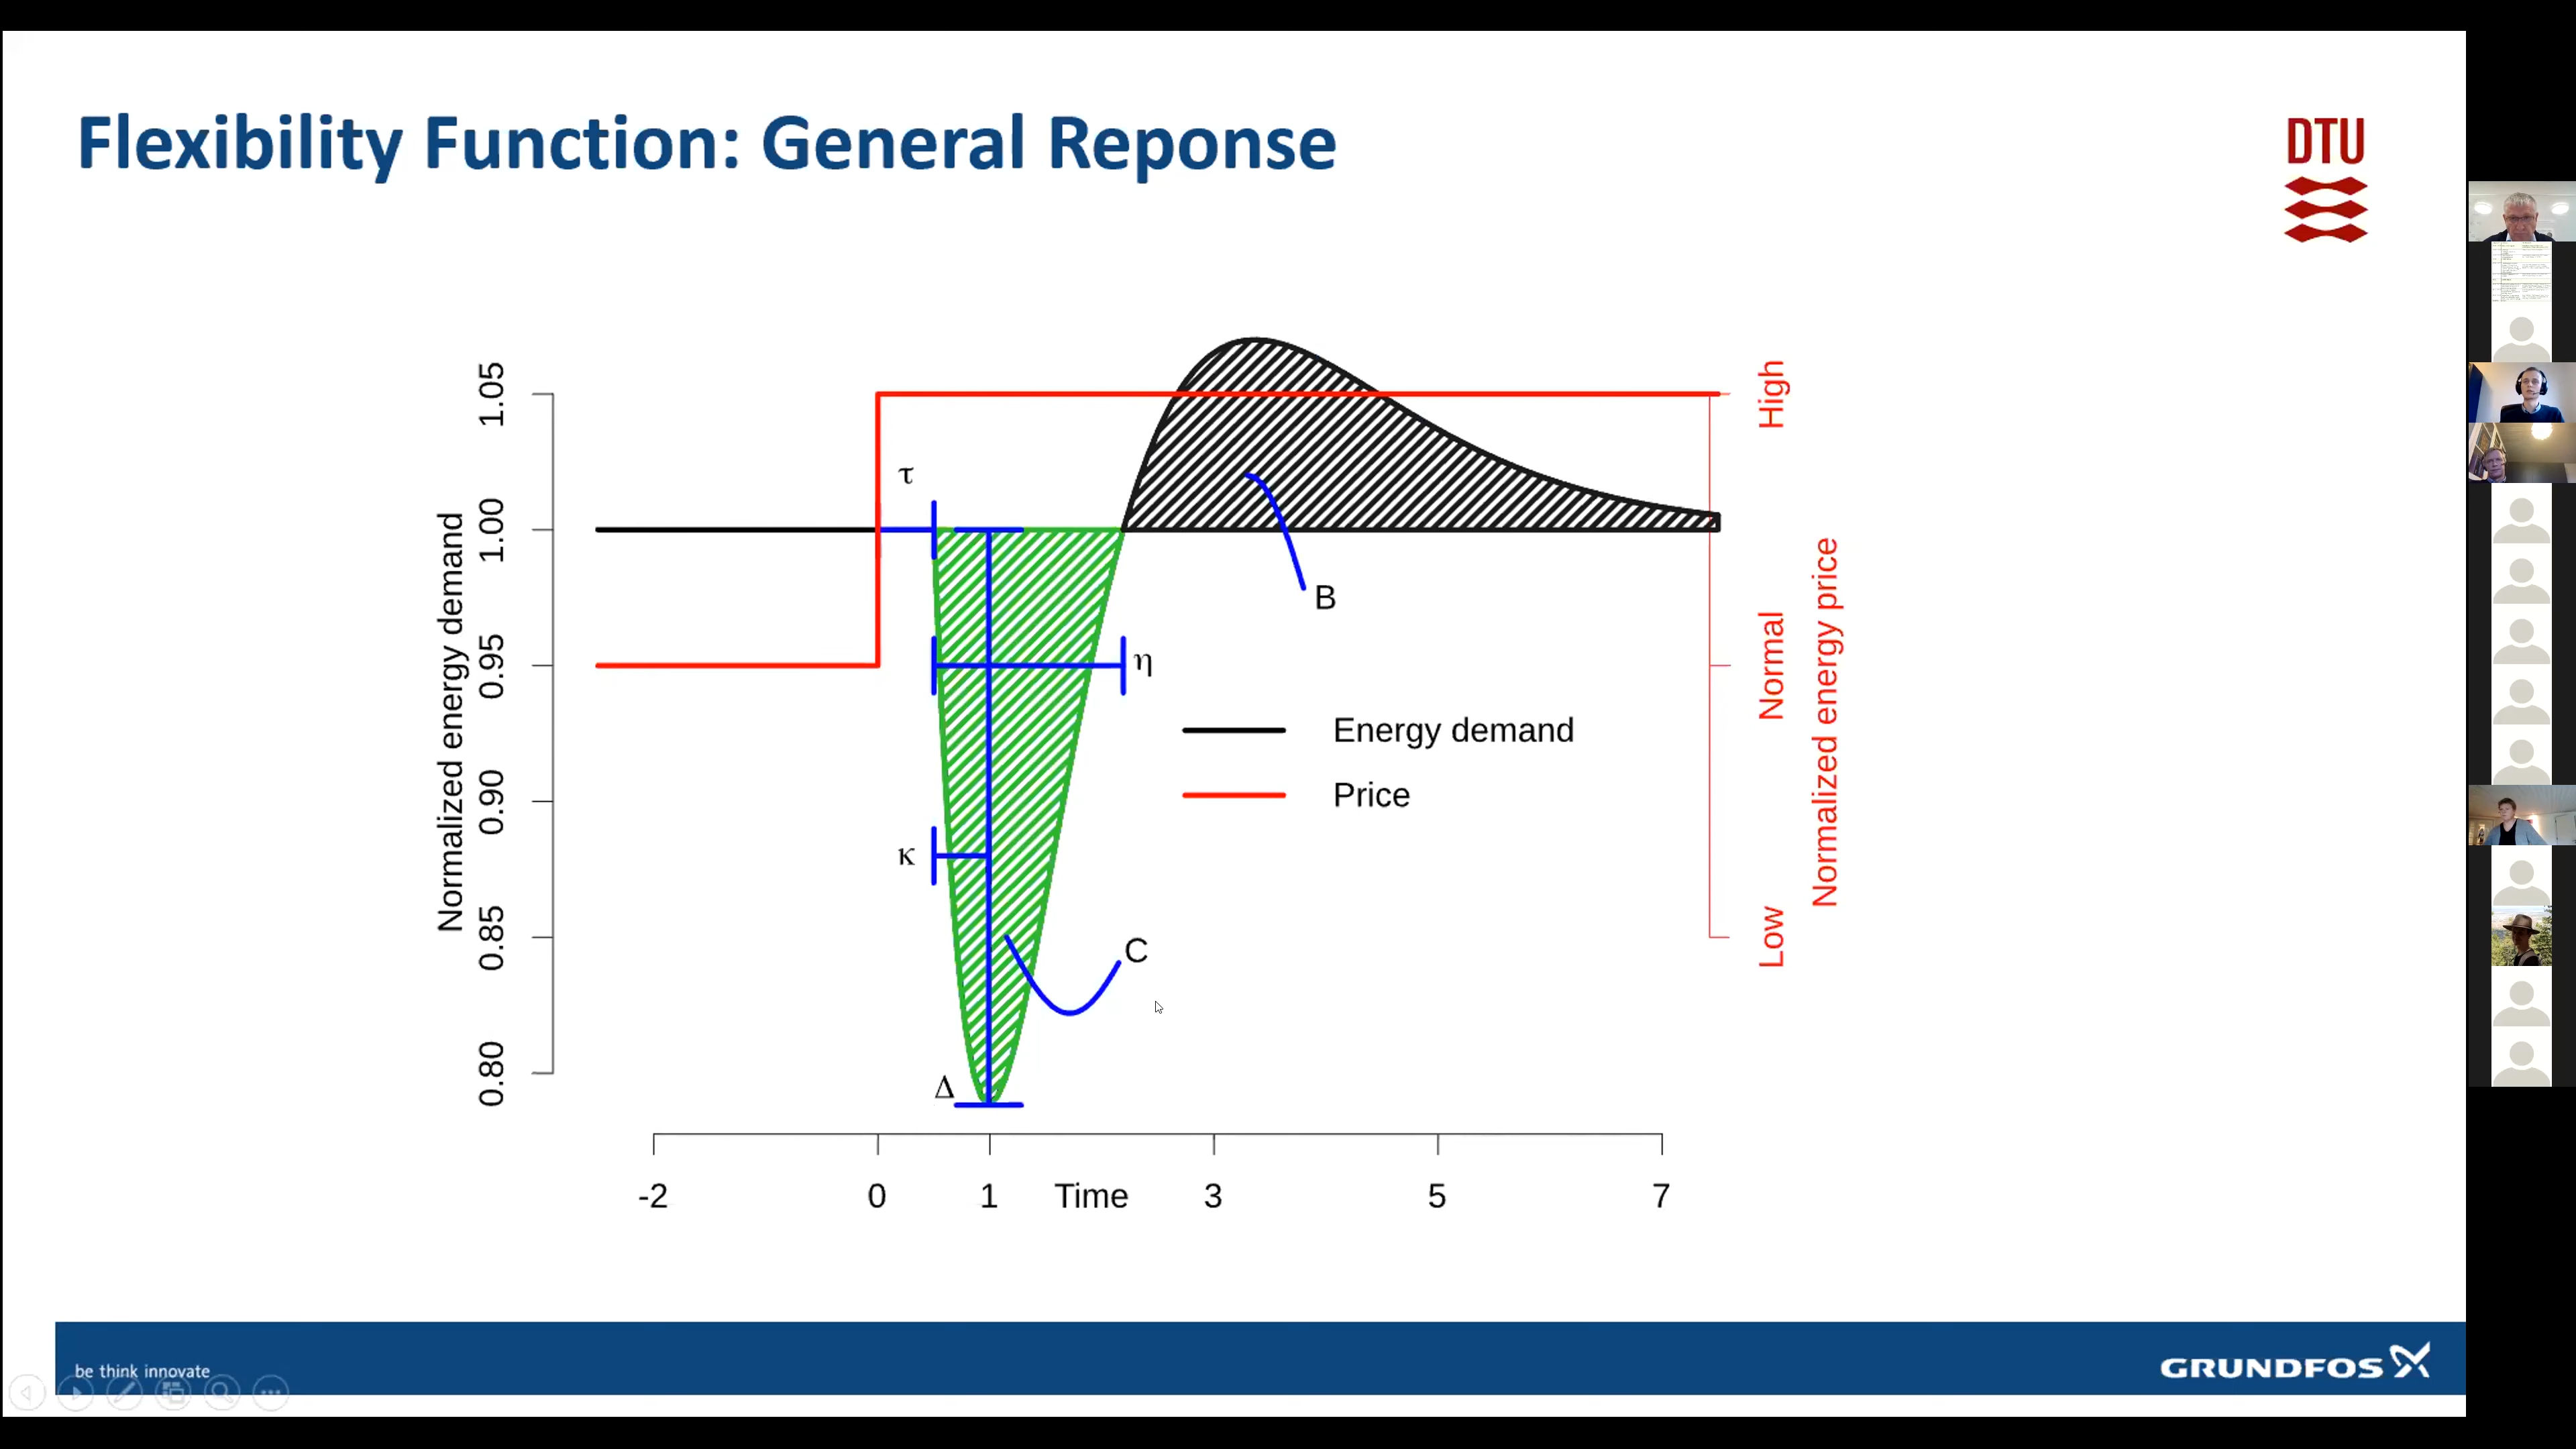 Flexibility Function: General Reponse
DTU
Normalized energy demand
1.05
1.00
0.95
0.90
0.85
0.80
τ
B
η
κ
C
Δ
Energy demand
Price
High
Normal
Low
Normalized energy price
-2
0
1
Time
3
5
7
be think innovate
GRUNDFOS